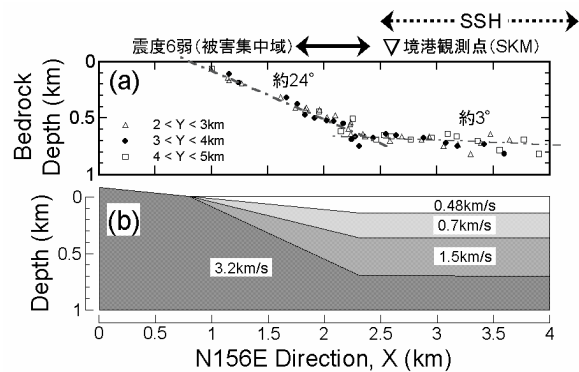 SSH
震度6弱(被害集中域)
▽境港観測点(SKM)
0
0.5
1
Bedrock
Depth (km)
(a)
約24°
約3°
△ 2 < Y < 3km
◆ 3 < Y < 4km
□ 4 < Y < 5km
0
0.5
1
Depth (km)
(b)
0.48km/s
0.7km/s
1.5km/s
3.2km/s
0 0.5 1 1.5 2 2.5 3 3.5 4
N156E Direction, X (km)